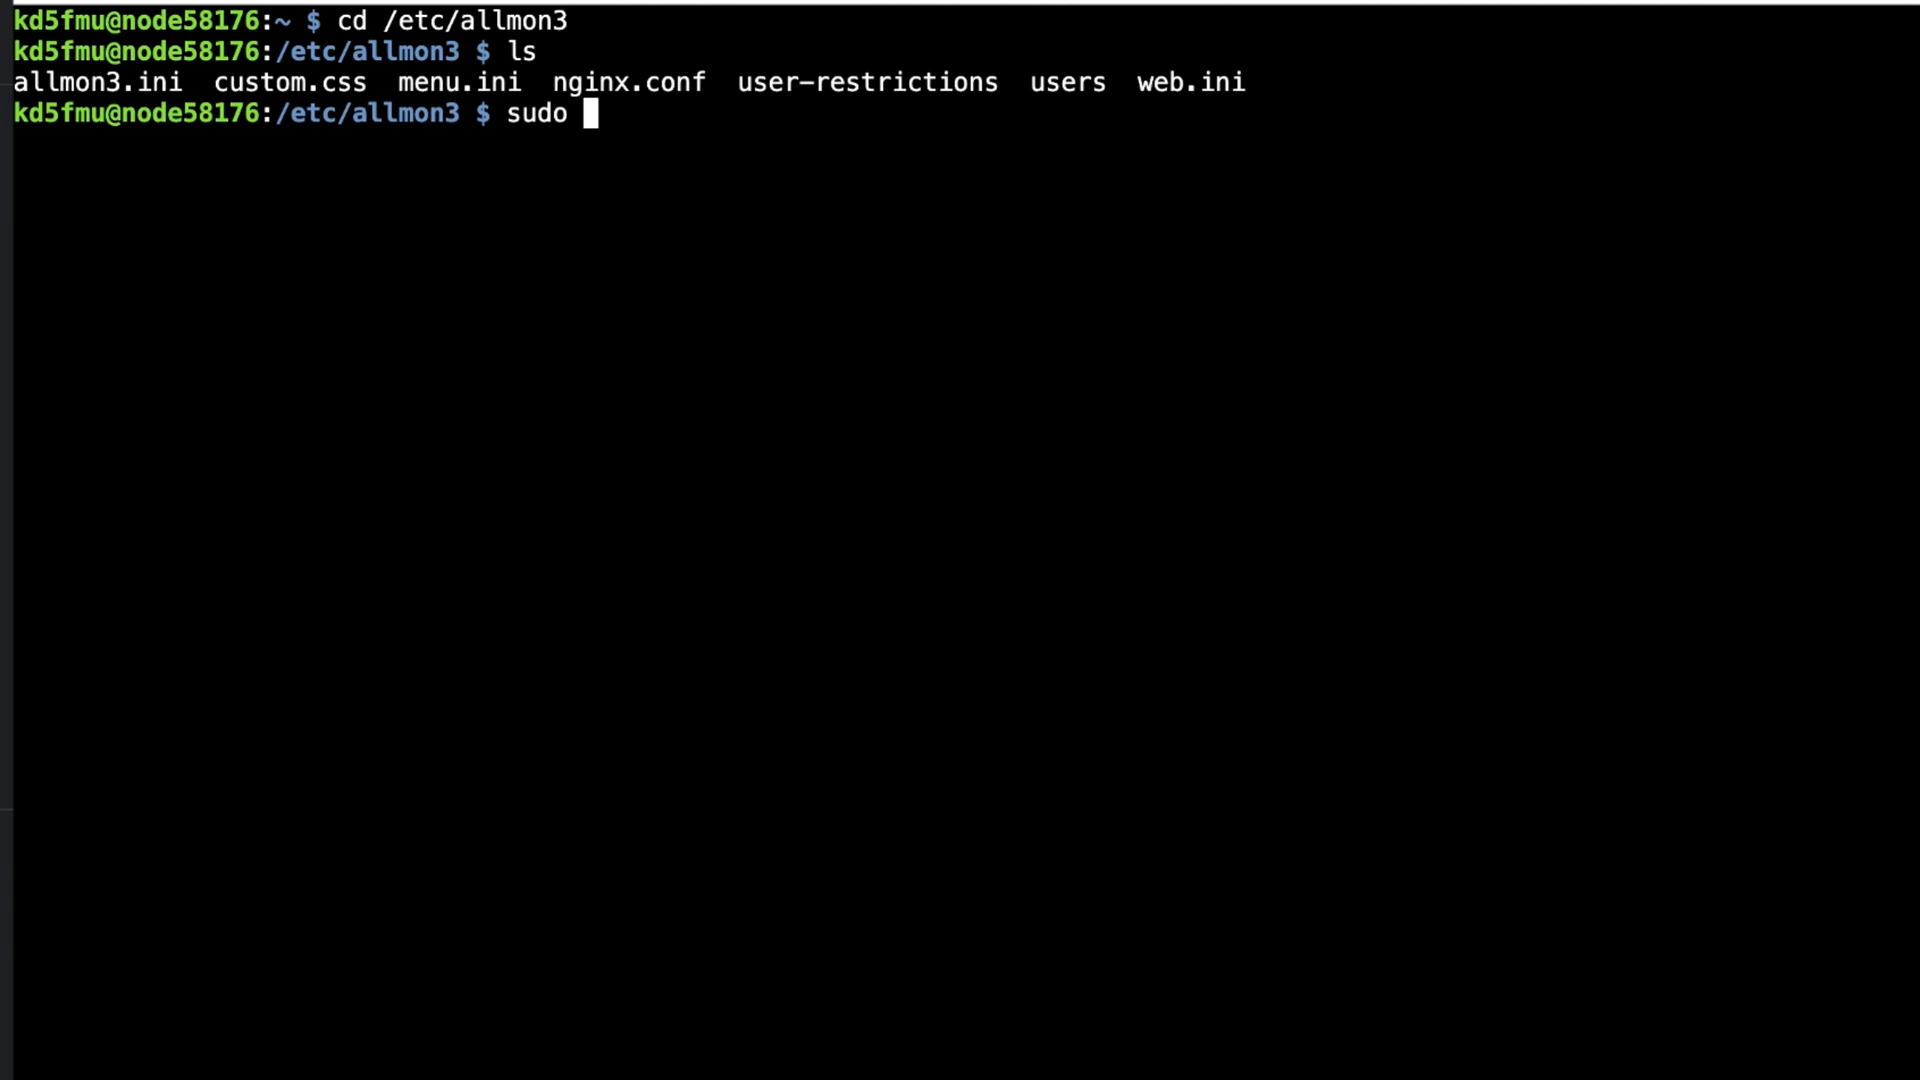 kd5fmu@node58176:~ $ cd /etc/allmon3
kd5fmu@node58176:/etc/allmon3 $ ls
allmon3.ini  custom.css  menu.ini  nginx.conf  user-restrictions  users  web.ini
kd5fmu@node58176:/etc/allmon3 $ sudo